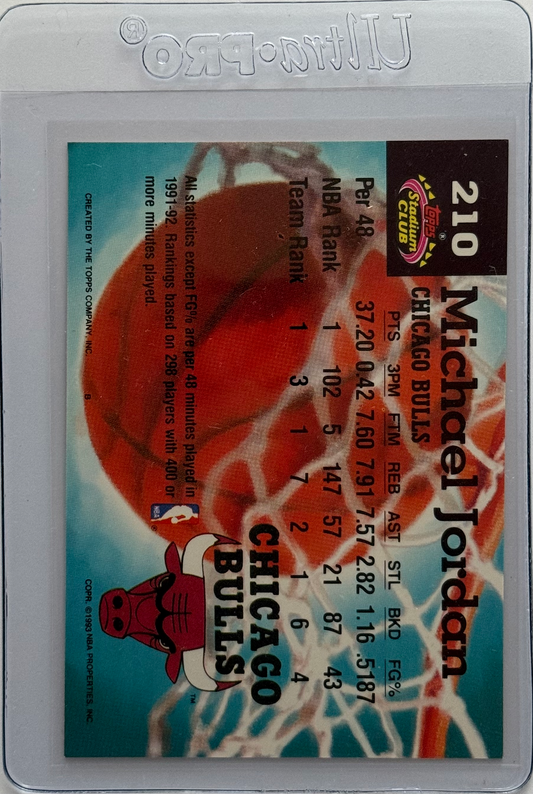 Ultra•PRO®
210
Topps®
Stadium
CLUB
Michael Jordan
CHICAGO BULLS
PTS 3PM FTM REB AST STL BKD FG%
Per 48 37.20 0.42 7.60 7.91 7.57 2.82 1.16 .5187
NBA Rank 1 102 5 147 57 21 87 43
Team Rank 1 3 1 7 2 1 6 4
All statistics except FG% are per 48 minutes played in
1991-92. Rankings based on 298 players with 400 or
more minutes played.
NBA
CHICAGO
BULLS
™
CREATED BY THE TOPPS COMPANY, INC. B COPR. ©1993 NBA PROPERTIES, INC.